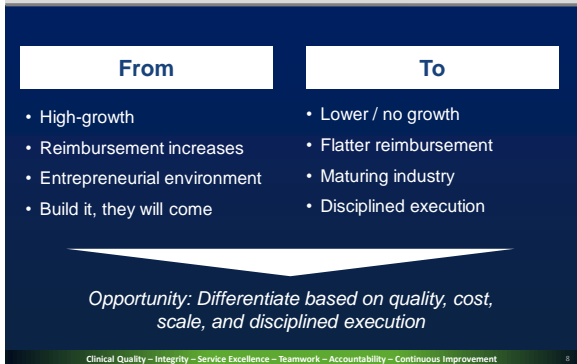 From
• High-growth
• Reimbursement increases
• Entrepreneurial environment
• Build it, they will come
To
• Lower / no growth
• Flatter reimbursement
• Maturing industry
• Disciplined execution
Opportunity: Differentiate based on quality, cost,
scale, and disciplined execution
Clinical Quality – Integrity – Service Excellence – Teamwork – Accountability – Continuous Improvement
8